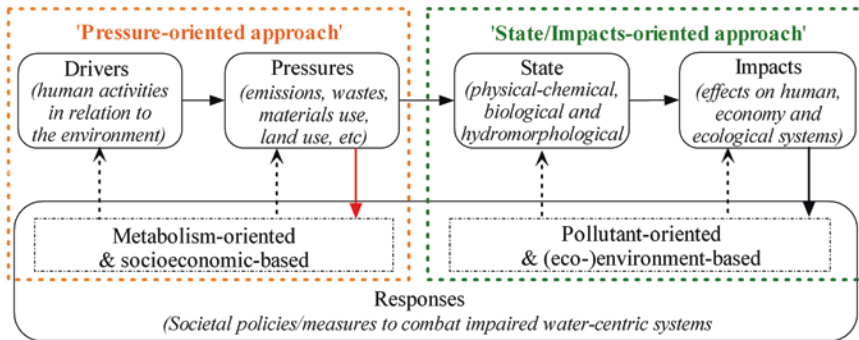 'Pressure-oriented approach'
'State/Impacts-oriented approach'
Drivers
(human activities
in relation to
the environment)
Pressures
(emissions, wastes,
materials use,
land use, etc)
State
(physical-chemical,
biological and
hydromorphological
Impacts
(effects on human,
economy and
ecological systems)
Metabolism-oriented
& socioeconomic-based
Pollutant-oriented
& (eco-)environment-based
Responses
(Societal policies/measures to combat impaired water-centric systems